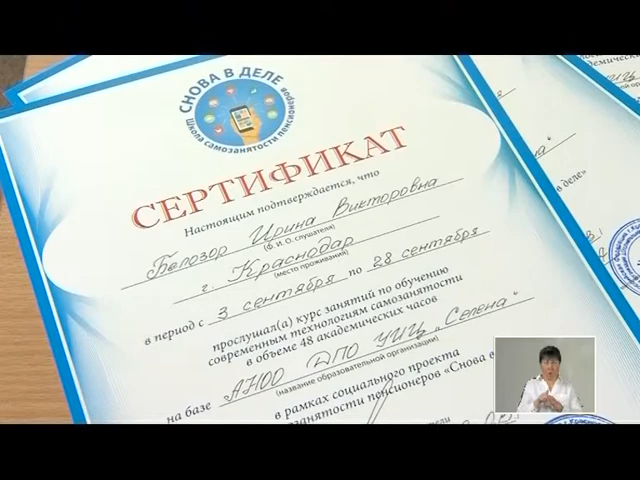 СНОВА В ДЕЛЕ
Школа самозанятости пенсионеров
СЕРТИФИКАТ
Настоящим подтверждается, что
Белозор Ирина Викторовна
(Ф. И. О. слушателя)
г. Краснодар
(место проживания)
в период с 3 сентября по 28 сентября
прослушал(а) курс занятий по обучению
современным технологиям самозанятости
в объеме 48 академических часов
на базе АНОО ДПО УИЦ „Селена"
(название образовательной организации)
в рамках социального проекта
самозанятости пенсионеров «Снова в